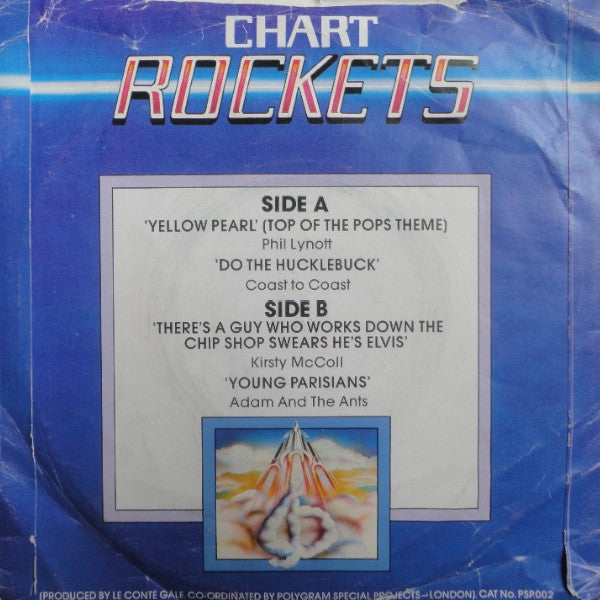 CHART
ROCKETS
SIDE A
'YELLOW PEARL' (TOP OF THE POPS THEME)
Phil Lynott
'DO THE HUCKLEBUCK'
Coast to Coast
SIDE B
'THERE'S A GUY WHO WORKS DOWN THE
CHIP SHOP SWEARS HE'S ELVIS'
Kirsty McColl
'YOUNG PARISIANS'
Adam And The Ants
(PRODUCED BY LE CONTE GALE. CO-ORDINATED BY POLYGRAM SPECIAL PROJECTS–LONDON). CAT No. PSP002